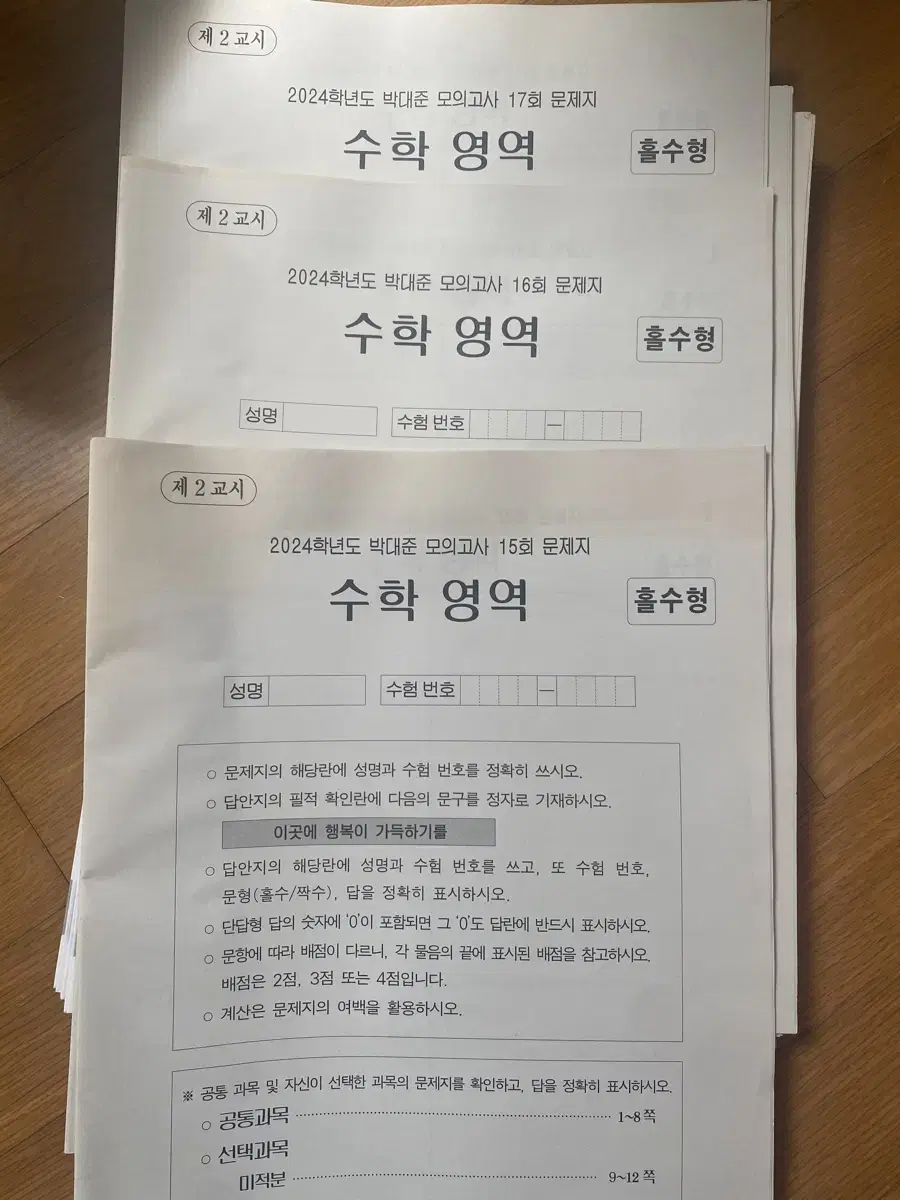 제 2 교시
2024학년도 박대준 모의고사 17회 문제지
수학 영역
홀수형
제 2 교시
2024학년도 박대준 모의고사 16회 문제지
수학 영역
홀수형
성명
수험 번호
—
제 2 교시
2024학년도 박대준 모의고사 15회 문제지
수학 영역
홀수형
성명
수험 번호
—
○ 문제지의 해당란에 성명과 수험 번호를 정확히 쓰시오.
○ 답안지의 필적 확인란에 다음의 문구를 정자로 기재하시오.
이곳에 행복이 가득하기를
○ 답안지의 해당란에 성명과 수험 번호를 쓰고, 또 수험 번호,
문형(홀수/짝수), 답을 정확히 표시하시오.
○ 단답형 답의 숫자에 ‘0’이 포함되면 그 ‘0’도 답란에 반드시 표시하시오.
○ 문항에 따라 배점이 다르니, 각 물음의 끝에 표시된 배점을 참고하시오.
배점은 2점, 3점 또는 4점입니다.
○ 계산은 문제지의 여백을 활용하시오.
※ 공통 과목 및 자신이 선택한 과목의 문제지를 확인하고, 답을 정확히 표시하시오.
○ 공통과목 ········ 1~8 쪽
○ 선택과목
미적분 ········ 9~12 쪽